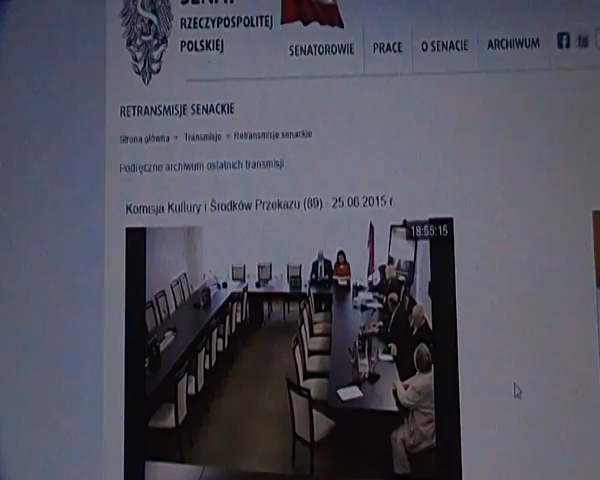 SENAT
RZECZYPOSPOLITEJ
POLSKIEJ
SENATOROWIE PRACE O SENACIE ARCHIWUM
RETRANSMISJE SENACKIE
Strona główna Transmisje Retransmisje senackie
Podręczne archiwum ostatnich transmisji
Komisja Kultury i Środków Przekazu (89) - 25.06.2015 r.
18:55:15